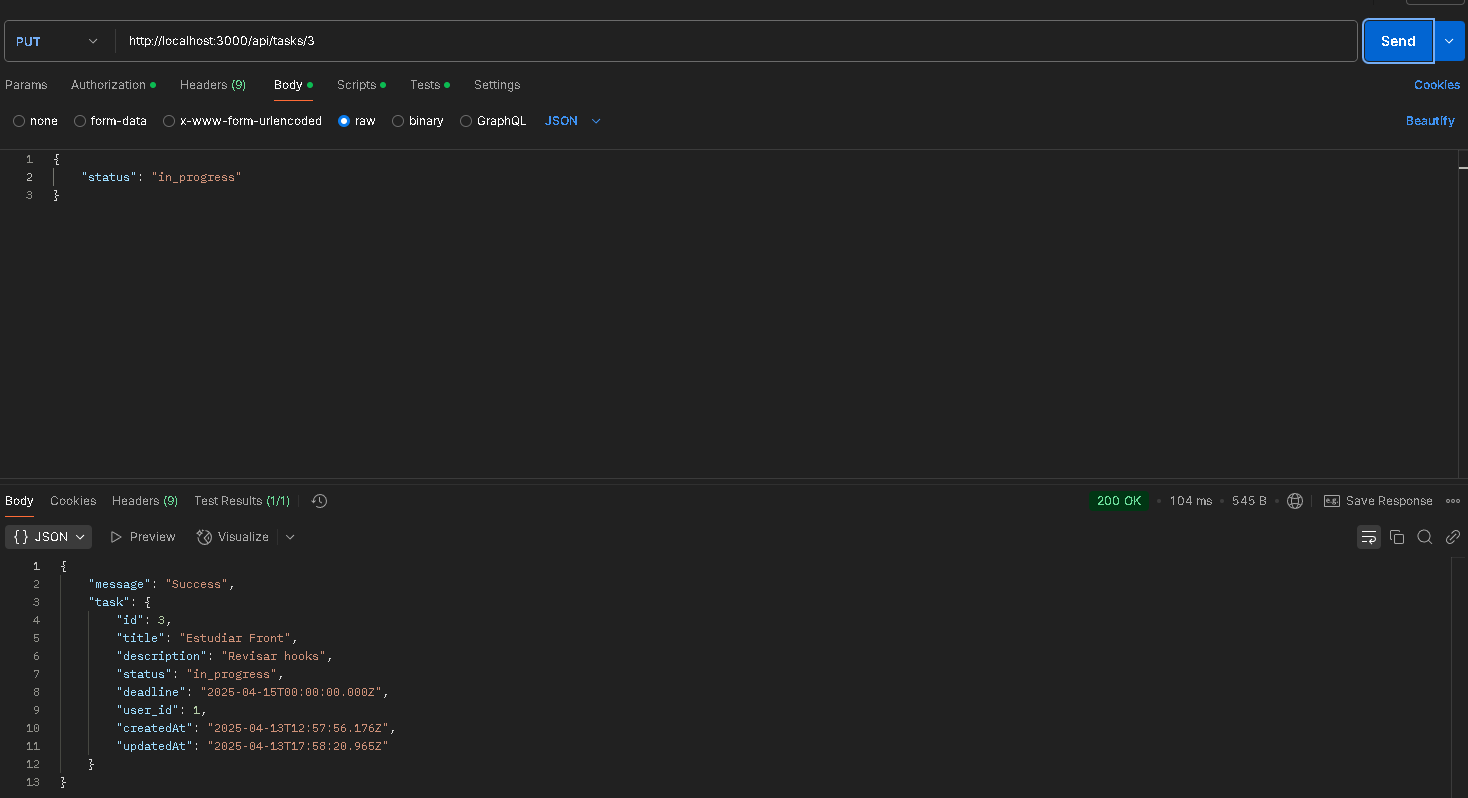 PUT http://localhost:3000/api/tasks/3 Send
Params Authorization Headers (9) Body Scripts Tests Settings Cookies
none form-data x-www-form-urlencoded raw binary GraphQL JSON Beautify
1 {
2 "status": "in_progress"
3 }
Body Cookies Headers (9) Test Results (1/1) 200 OK 104 ms 545 B e.g. Save Response
{} JSON Preview Visualize
1 {
2 "message": "Success",
3 "task": {
4 "id": 3,
5 "title": "Estudiar Front",
6 "description": "Revisar hooks",
7 "status": "in_progress",
8 "deadline": "2025-04-15T00:00:00.000Z",
9 "user_id": 1,
10 "createdAt": "2025-04-13T12:57:56.176Z",
11 "updatedAt": "2025-04-13T17:58:20.965Z"
12 }
13 }